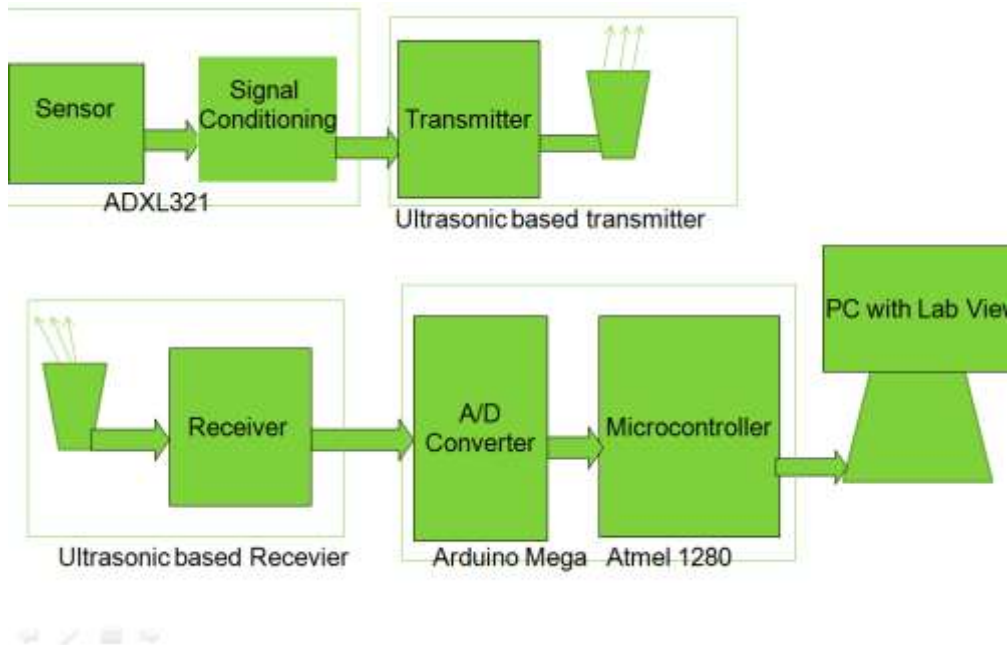 Sensor
Signal
Conditioning
Transmitter
ADXL321
Ultrasonic based transmitter
PC with Lab View
Receiver
A/D
Converter
Microcontroller
Ultrasonic based Recevier
Arduino Mega
Atmel 1280